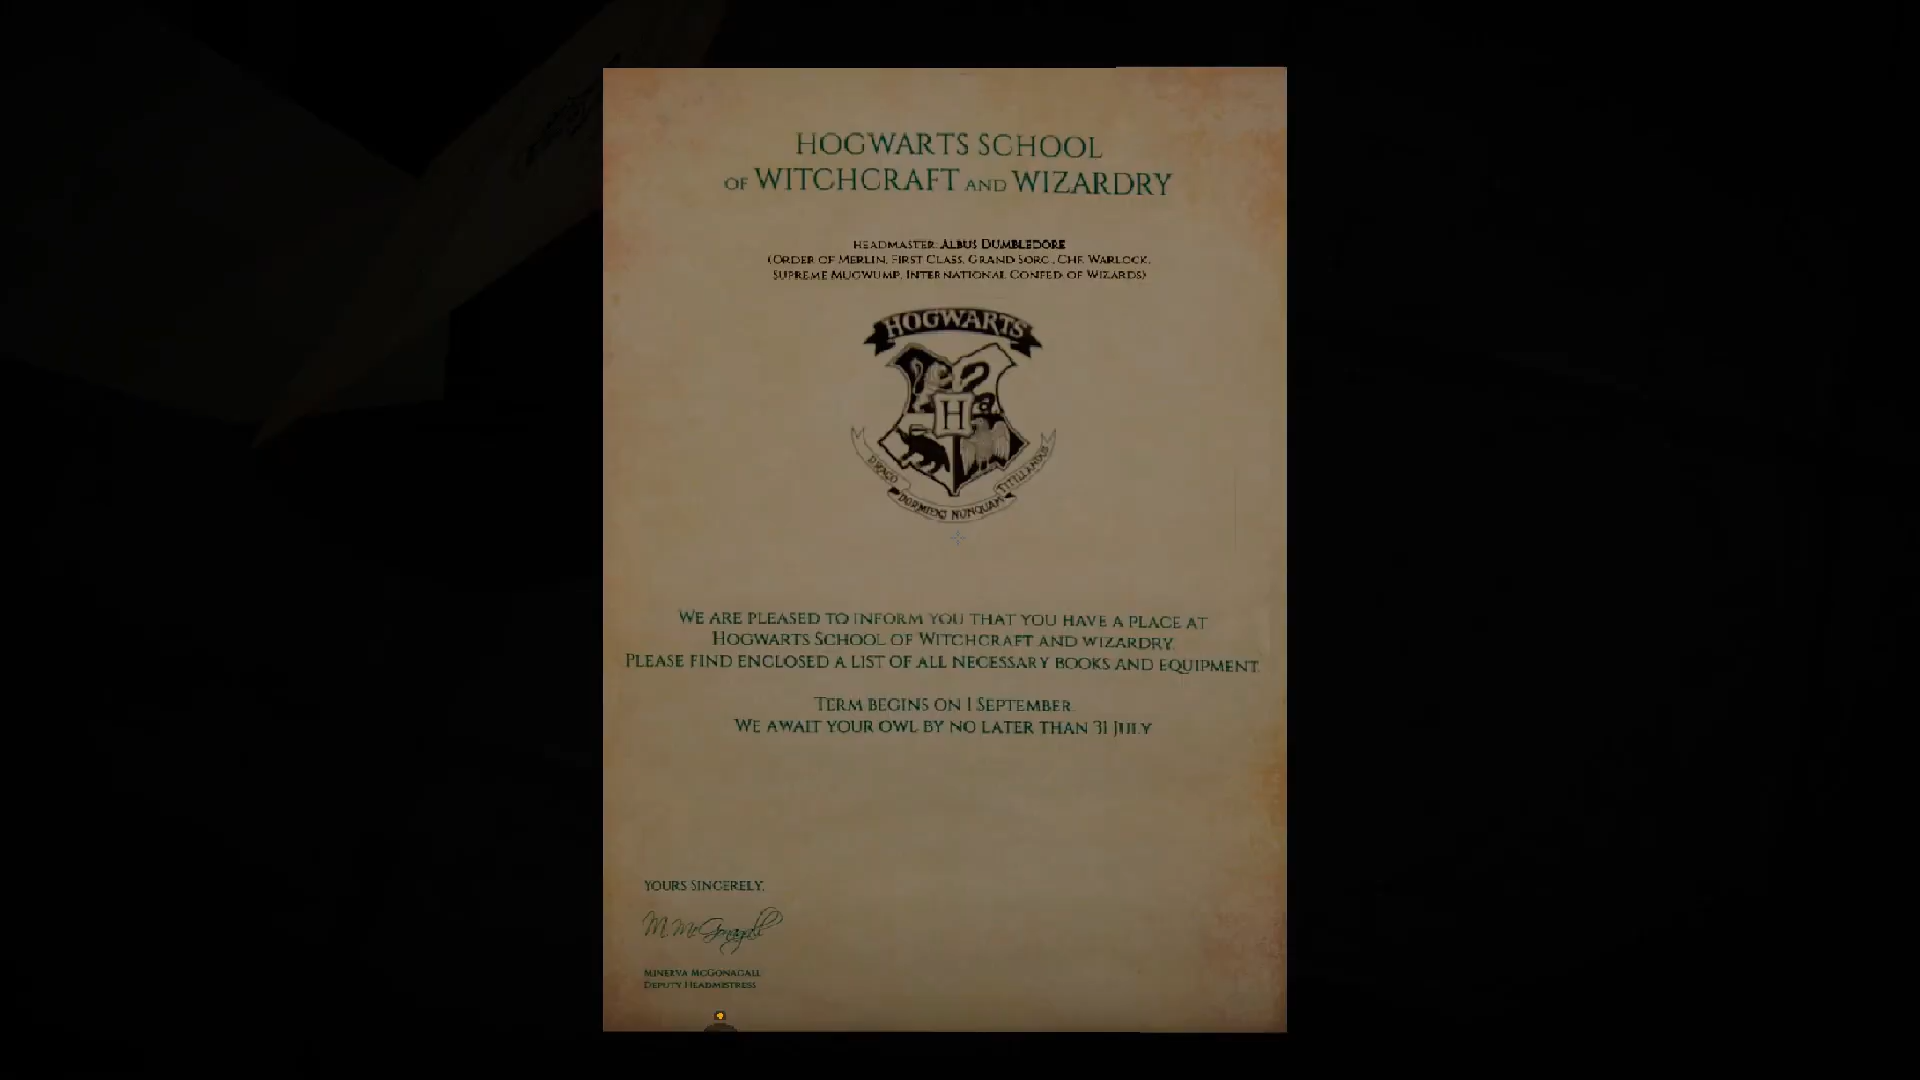 HOGWARTS SCHOOL
OF WITCHCRAFT AND WIZARDRY
HEADMASTER: ALBUS DUMBLEDORE
(ORDER OF MERLIN, FIRST CLASS, GRAND SORC., CHF. WARLOCK,
SUPREME MUGWUMP, INTERNATIONAL CONFED. OF WIZARDS)
HOGWARTS
H
DRACO DORMIENS NUNQUAM TITILLANDUS
WE ARE PLEASED TO INFORM YOU THAT YOU HAVE A PLACE AT
HOGWARTS SCHOOL OF WITCHCRAFT AND WIZARDRY.
PLEASE FIND ENCLOSED A LIST OF ALL NECESSARY BOOKS AND EQUIPMENT.
TERM BEGINS ON 1 SEPTEMBER.
WE AWAIT YOUR OWL BY NO LATER THAN 31 JULY
YOURS SINCERELY,
M. McGonagall
MINERVA MCGONAGALL
DEPUTY HEADMISTRESS